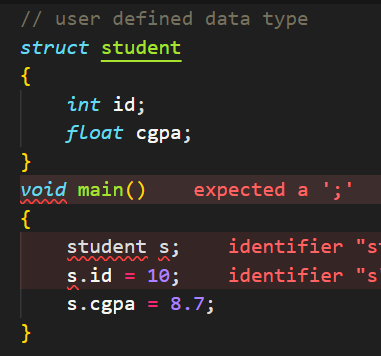 // user defined data type
struct student
{
    int id;
    float cgpa;
}
void main()    expected a ';'
{
    student s;    identifier "s
    s.id = 10;    identifier "s
    s.cgpa = 8.7;
}